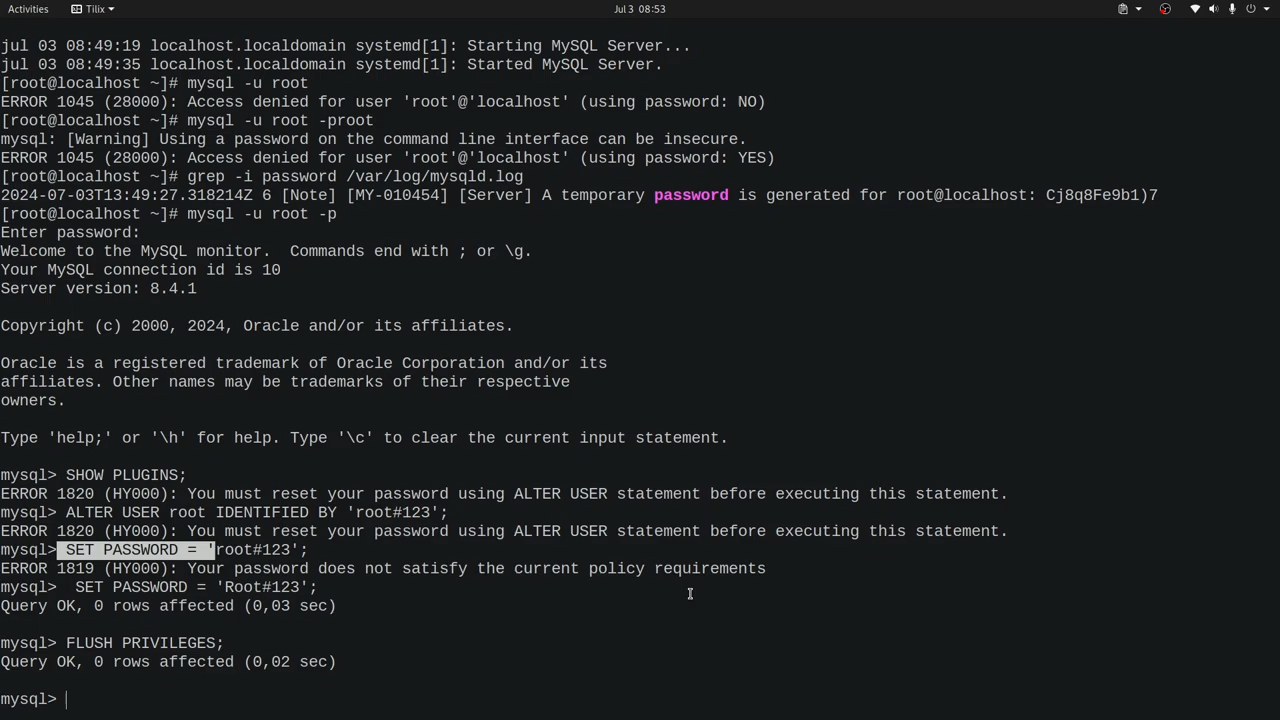 Activities Tilix Jul 3 08:53
jul 03 08:49:19 localhost.localdomain systemd[1]: Starting MySQL Server...
jul 03 08:49:35 localhost.localdomain systemd[1]: Started MySQL Server.
[root@localhost ~]# mysql -u root
ERROR 1045 (28000): Access denied for user 'root'@'localhost' (using password: NO)
[root@localhost ~]# mysql -u root -proot
mysql: [Warning] Using a password on the command line interface can be insecure.
ERROR 1045 (28000): Access denied for user 'root'@'localhost' (using password: YES)
[root@localhost ~]# grep -i password /var/log/mysqld.log
2024-07-03T13:49:27.318214Z 6 [Note] [MY-010454] [Server] A temporary password is generated for root@localhost: Cj8q8Fe9b1)7
[root@localhost ~]# mysql -u root -p
Enter password:
Welcome to the MySQL monitor.  Commands end with ; or \g.
Your MySQL connection id is 10
Server version: 8.4.1
Copyright (c) 2000, 2024, Oracle and/or its affiliates.
Oracle is a registered trademark of Oracle Corporation and/or its
affiliates. Other names may be trademarks of their respective
owners.
Type 'help;' or '\h' for help. Type '\c' to clear the current input statement.
mysql> SHOW PLUGINS;
ERROR 1820 (HY000): You must reset your password using ALTER USER statement before executing this statement.
mysql> ALTER USER root IDENTIFIED BY 'root#123';
ERROR 1820 (HY000): You must reset your password using ALTER USER statement before executing this statement.
mysql> SET PASSWORD = 'root#123';
ERROR 1819 (HY000): Your password does not satisfy the current policy requirements
mysql>  SET PASSWORD = 'Root#123';
Query OK, 0 rows affected (0,03 sec)
mysql> FLUSH PRIVILEGES;
Query OK, 0 rows affected (0,02 sec)
mysql>